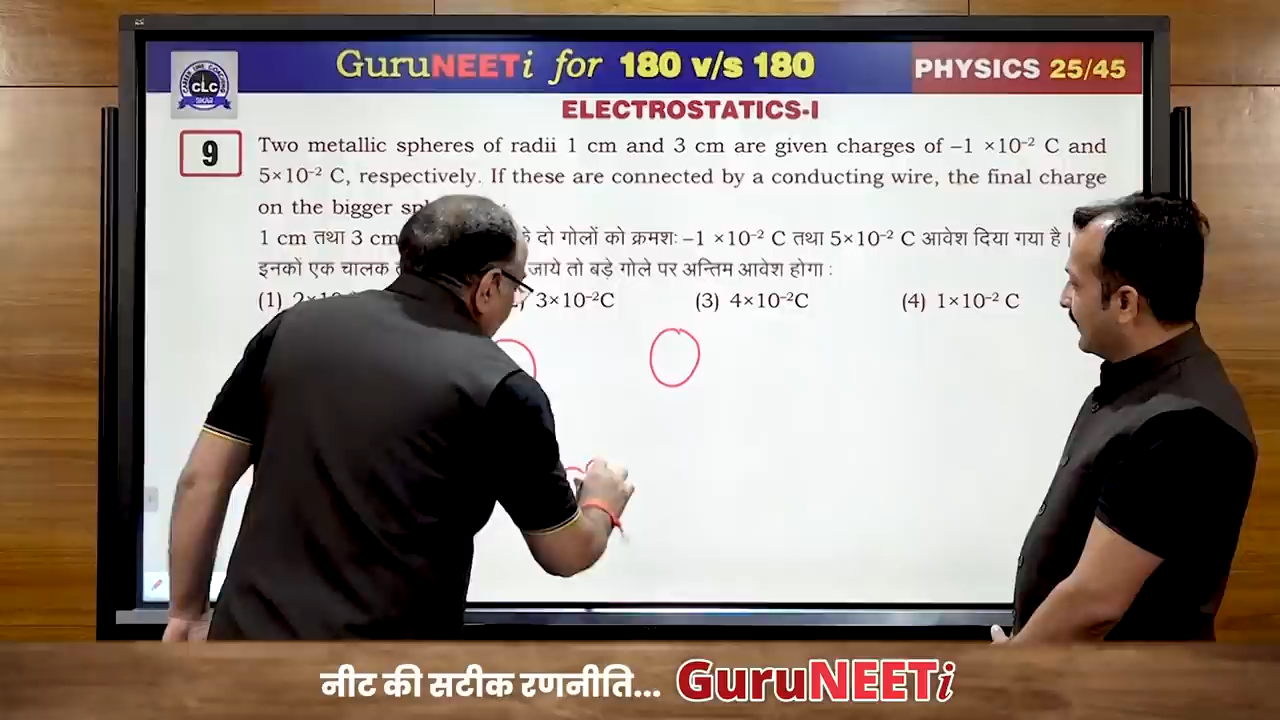 GuruNEETi for 180 v/s 180
PHYSICS 25/45
CLC
SIKAR
ELECTROSTATICS-I
9
Two metallic spheres of radii 1 cm and 3 cm are given charges of –1 ×10⁻² C and
5×10⁻² C, respectively. If these are connected by a conducting wire, the final charge
on the bigger
1 cm तथा 3 cm दो गोलों को क्रमशः –1 ×10⁻² C तथा 5×10⁻² C आवेश दिया गया है।
इनको एक चालक जाये तो बड़े गोले पर अन्तिम आवेश होगा :
(1) 3×10⁻²C (3) 4×10⁻²C (4) 1×10⁻² C
नीट की सटीक रणनीति... GuruNEETi